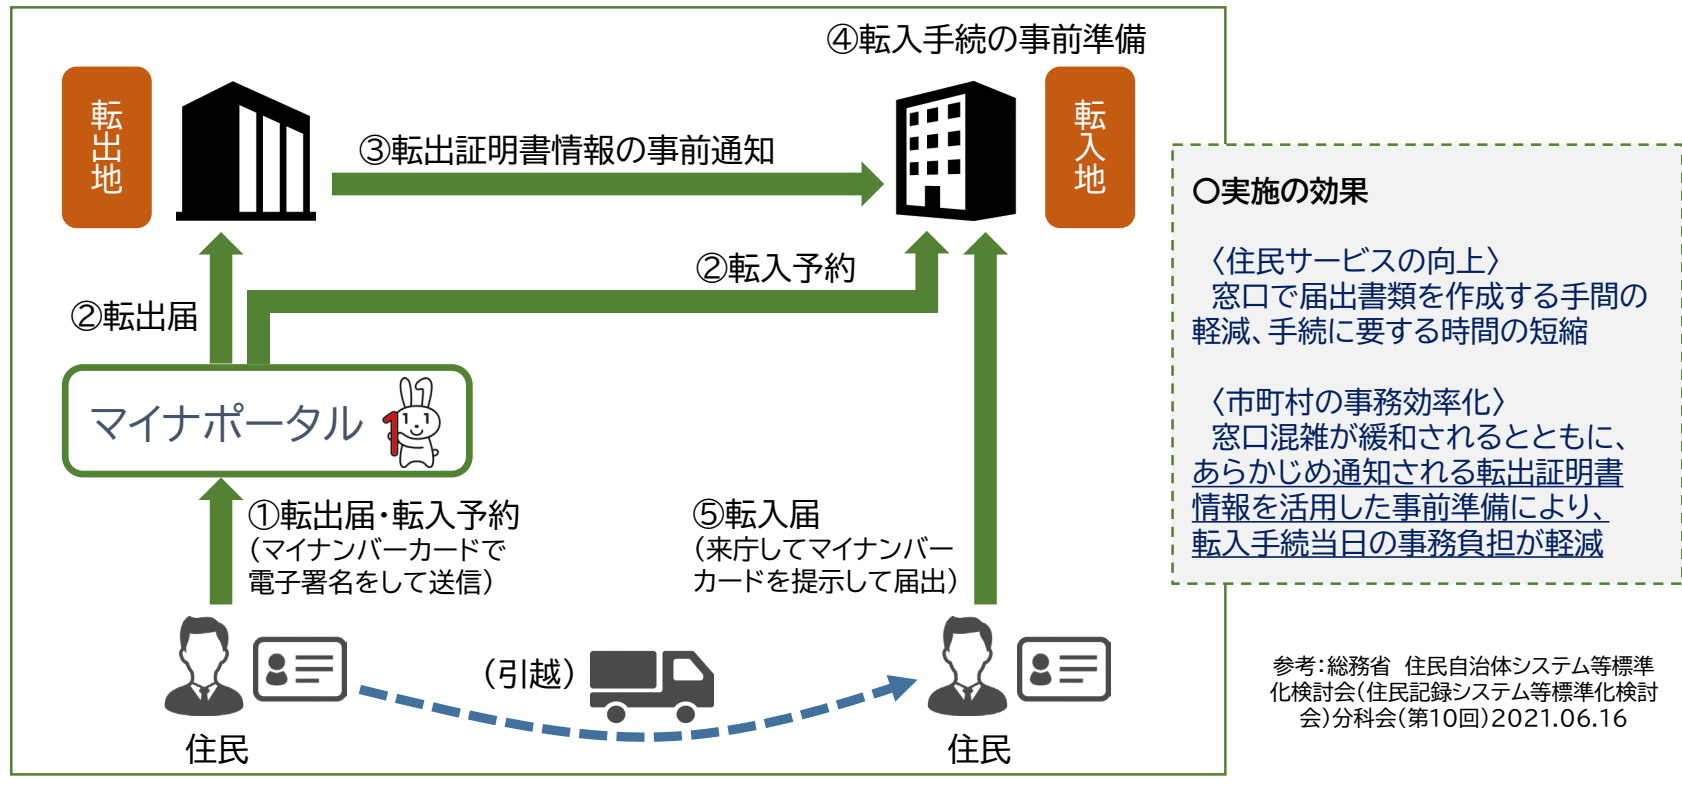 ④転入手続の事前準備
転出地
転入地
③転出証明書情報の事前通知
②転入予約
②転出届
マイナポータル
1
①転出届・転入予約
（マイナンバーカードで
電子署名をして送信）
⑤転入届
（来庁してマイナンバー
カードを提示して届出）
（引越）
住民
住民
〇実施の効果
〈住民サービスの向上〉
窓口で届出書類を作成する手間の
軽減、手続に要する時間の短縮
〈市町村の事務効率化〉
窓口混雑が緩和されるとともに、
あらかじめ通知される転出証明書
情報を活用した事前準備により、
転入手続当日の事務負担が軽減
参考：総務省　住民自治体システム等標準
化検討会（住民記録システム等標準化検討
会）分科会（第10回）2021.06.16